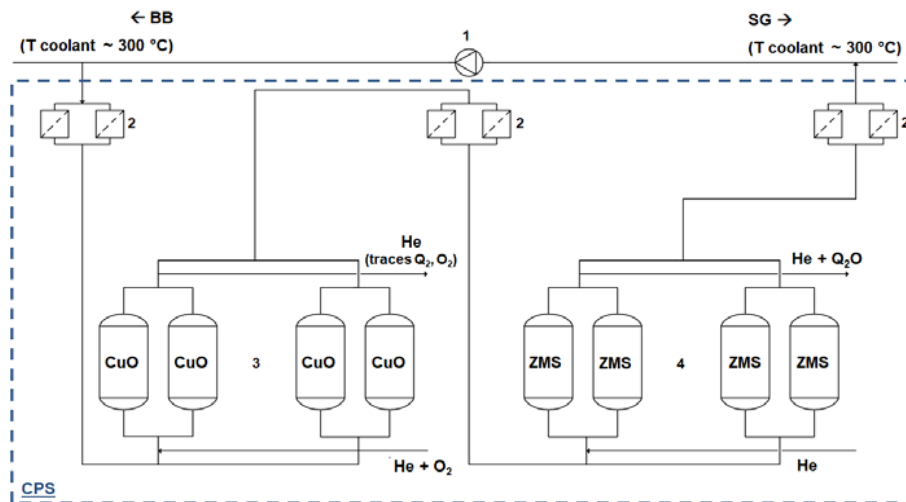 ← BB
(T coolant ~ 300 °C)
1
SG →
(T coolant ~ 300 °C)
2
2
2
He
(traces Q₂, O₂)
He + Q₂O
CuO
CuO
3
CuO
CuO
ZMS
ZMS
4
ZMS
ZMS
He + O₂
He
CPS